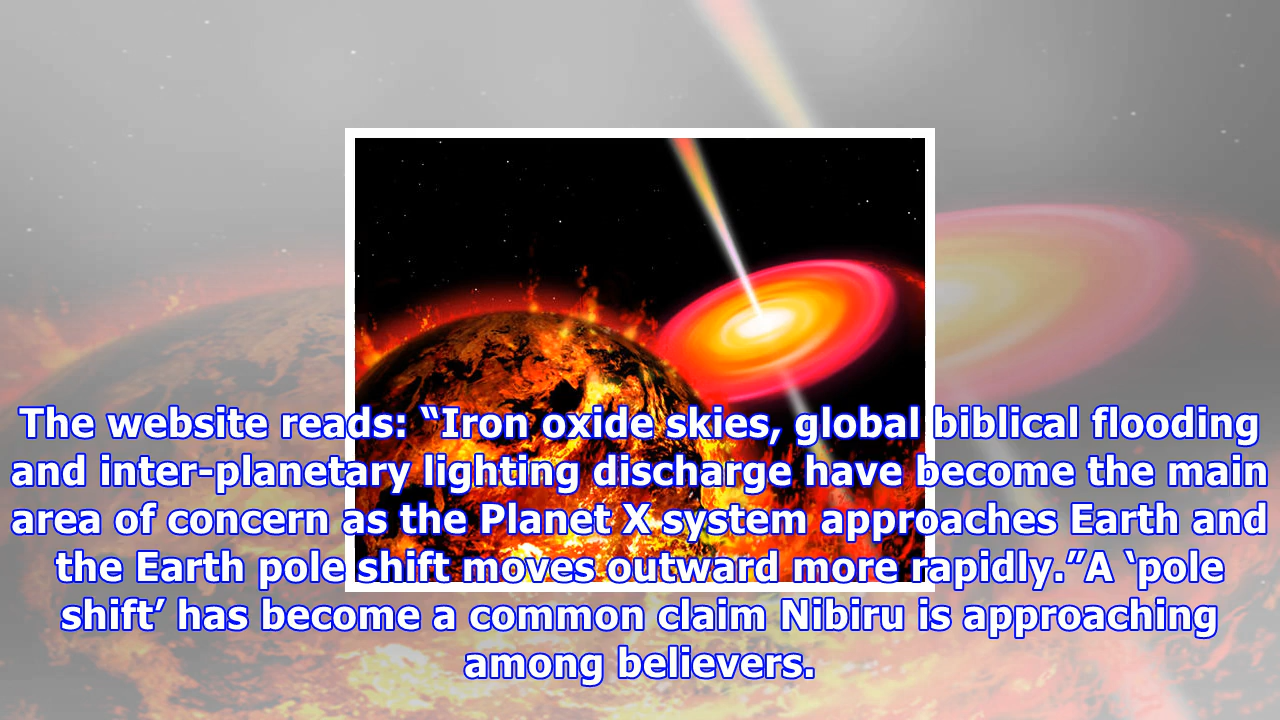 The website reads: “Iron oxide skies, global biblical flooding
and inter-planetary lighting discharge have become the main
area of concern as the Planet X system approaches Earth and
the Earth pole shift moves outward more rapidly.”A ‘pole
shift’ has become a common claim Nibiru is approaching
among believers.